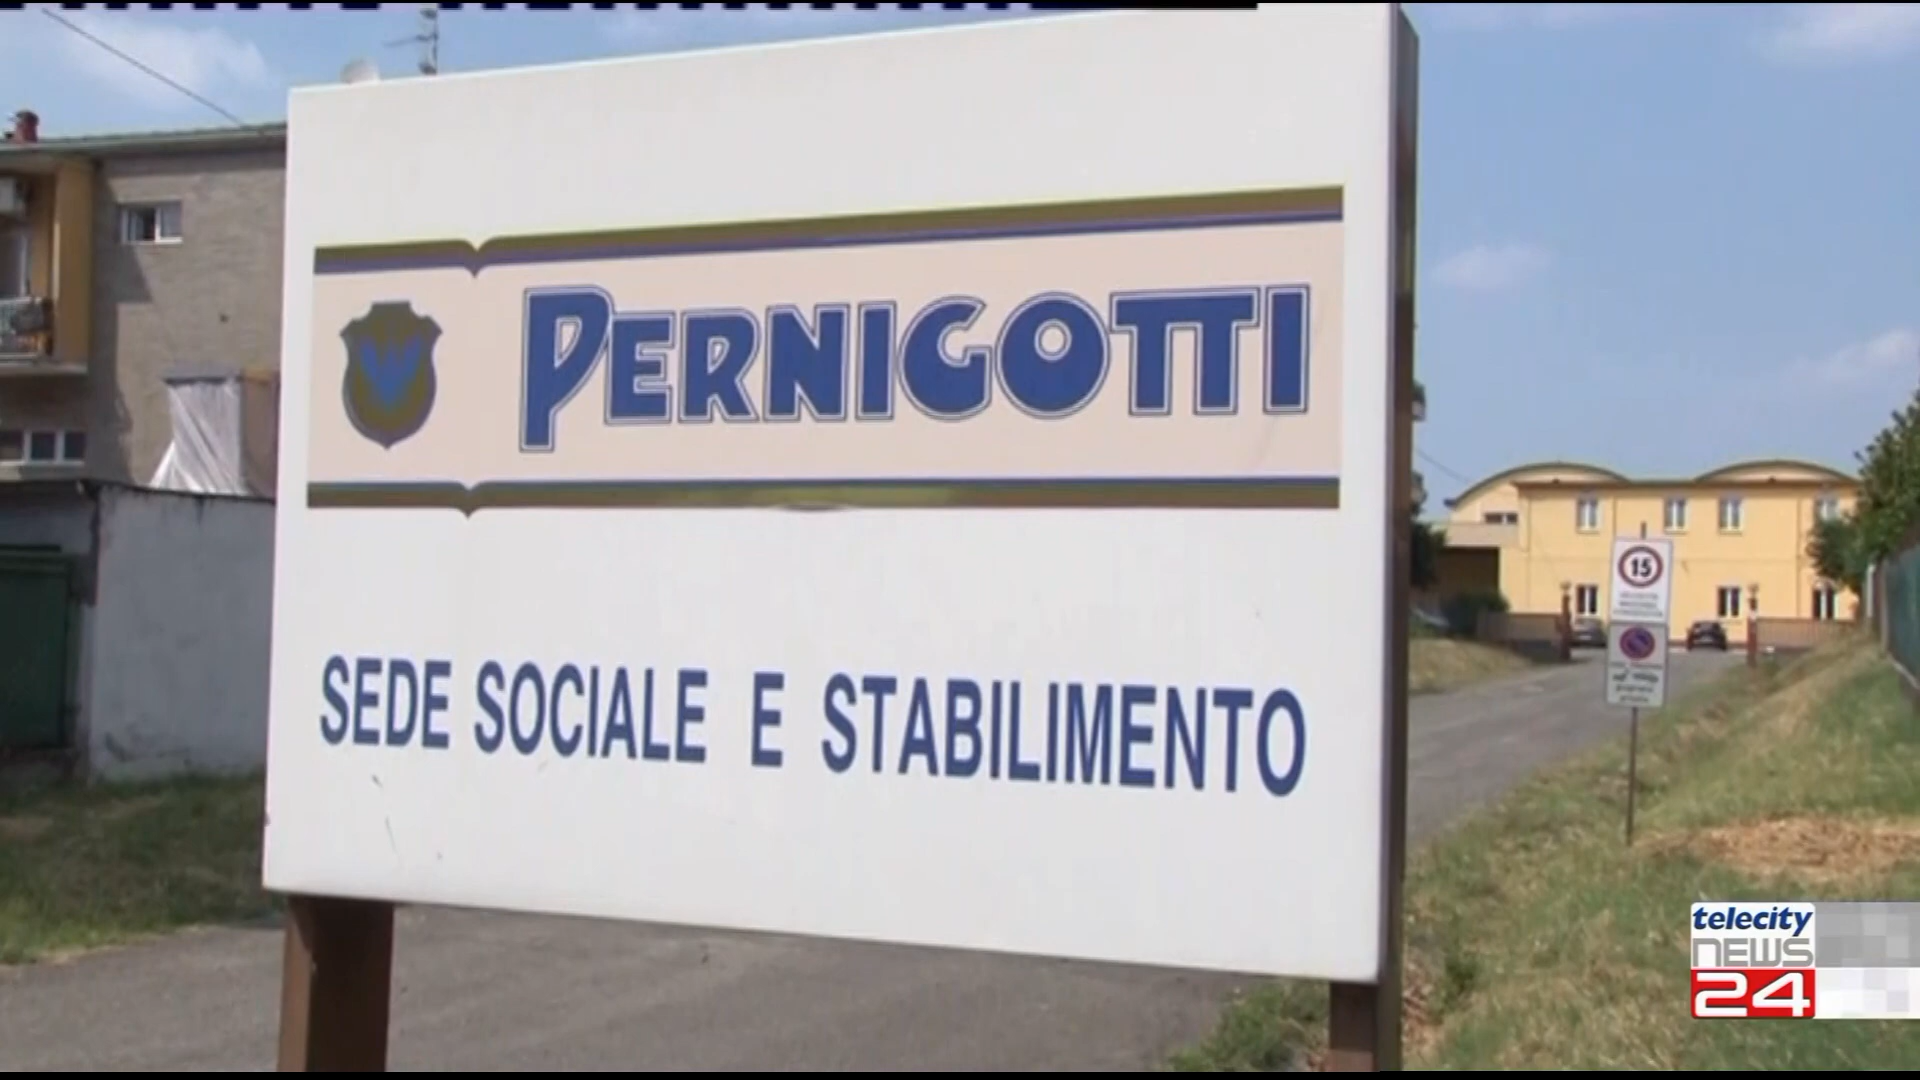 PERNIGOTTI
SEDE SOCIALE E STABILIMENTO
15
telecity
NEWS
24